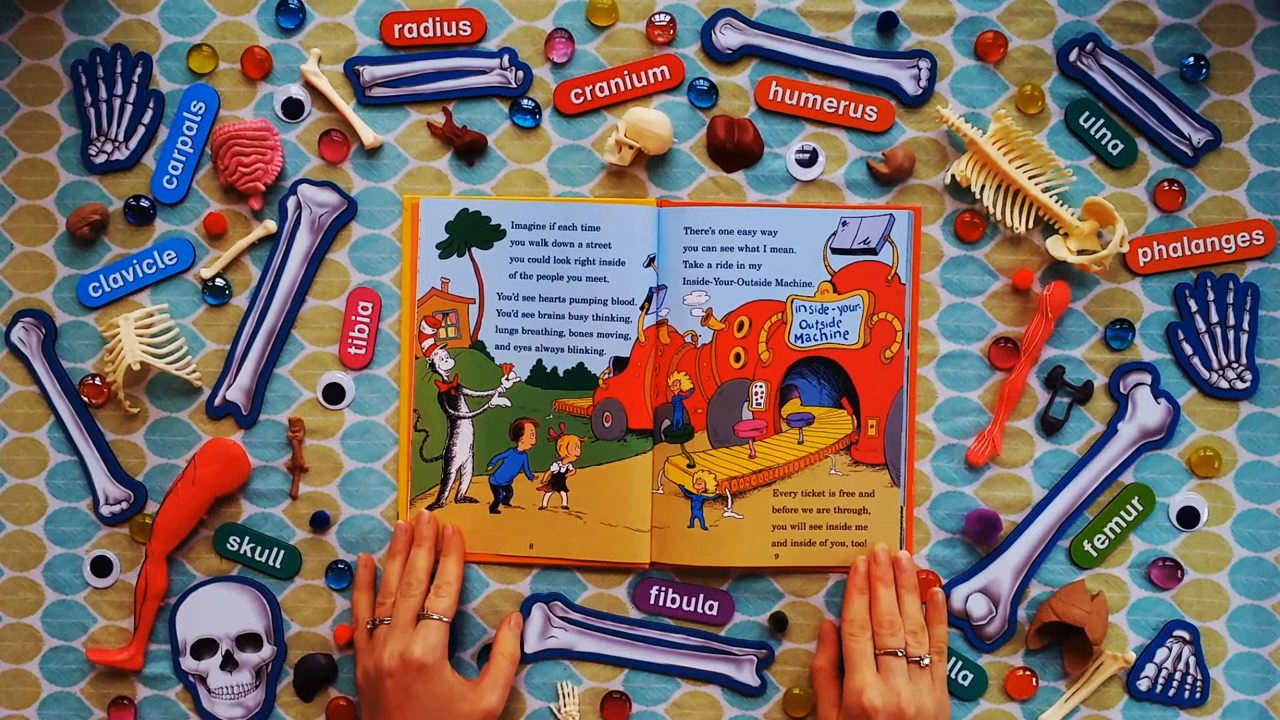 radius
cranium
humerus
carpals
ulna
clavicle
phalanges
tibia
Imagine if each time
you walk down a street
you could look right inside
of the people you meet.
You'd see hearts pumping blood.
You'd see brains busy thinking,
lungs breathing, bones moving,
and eyes always blinking.
8
There's one easy way
you can see what I mean.
Take a ride in my
Inside-Your-Outside Machine.
inside-your-
Outside
Machine
Every ticket is free and
before we are through,
you will see inside me
and inside of you, too!
9
skull
femur
fibula